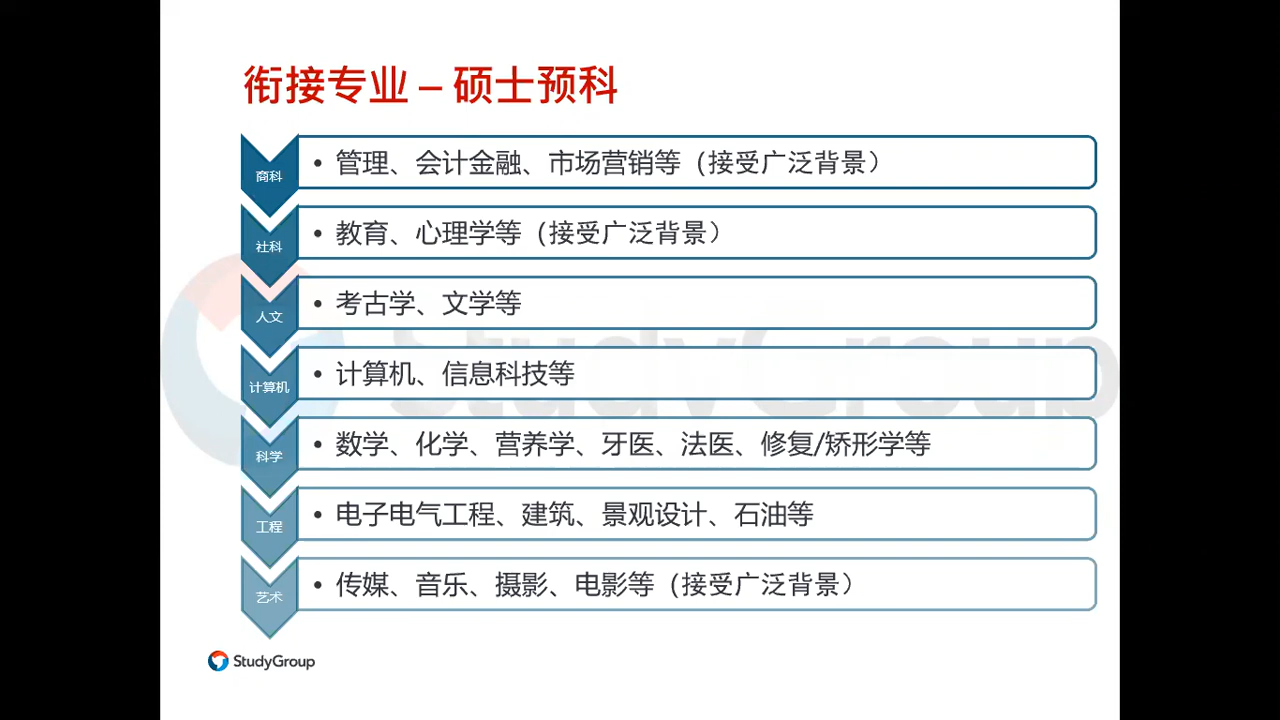 衔接专业 – 硕士预科
商科
• 管理、会计金融、市场营销等（接受广泛背景）
社科
• 教育、心理学等（接受广泛背景）
人文
• 考古学、文学等
计算机
• 计算机、信息科技等
科学
• 数学、化学、营养学、牙医、法医、修复/矫形学等
工程
• 电子电气工程、建筑、景观设计、石油等
艺术
• 传媒、音乐、摄影、电影等（接受广泛背景）
StudyGroup
StudyGroup